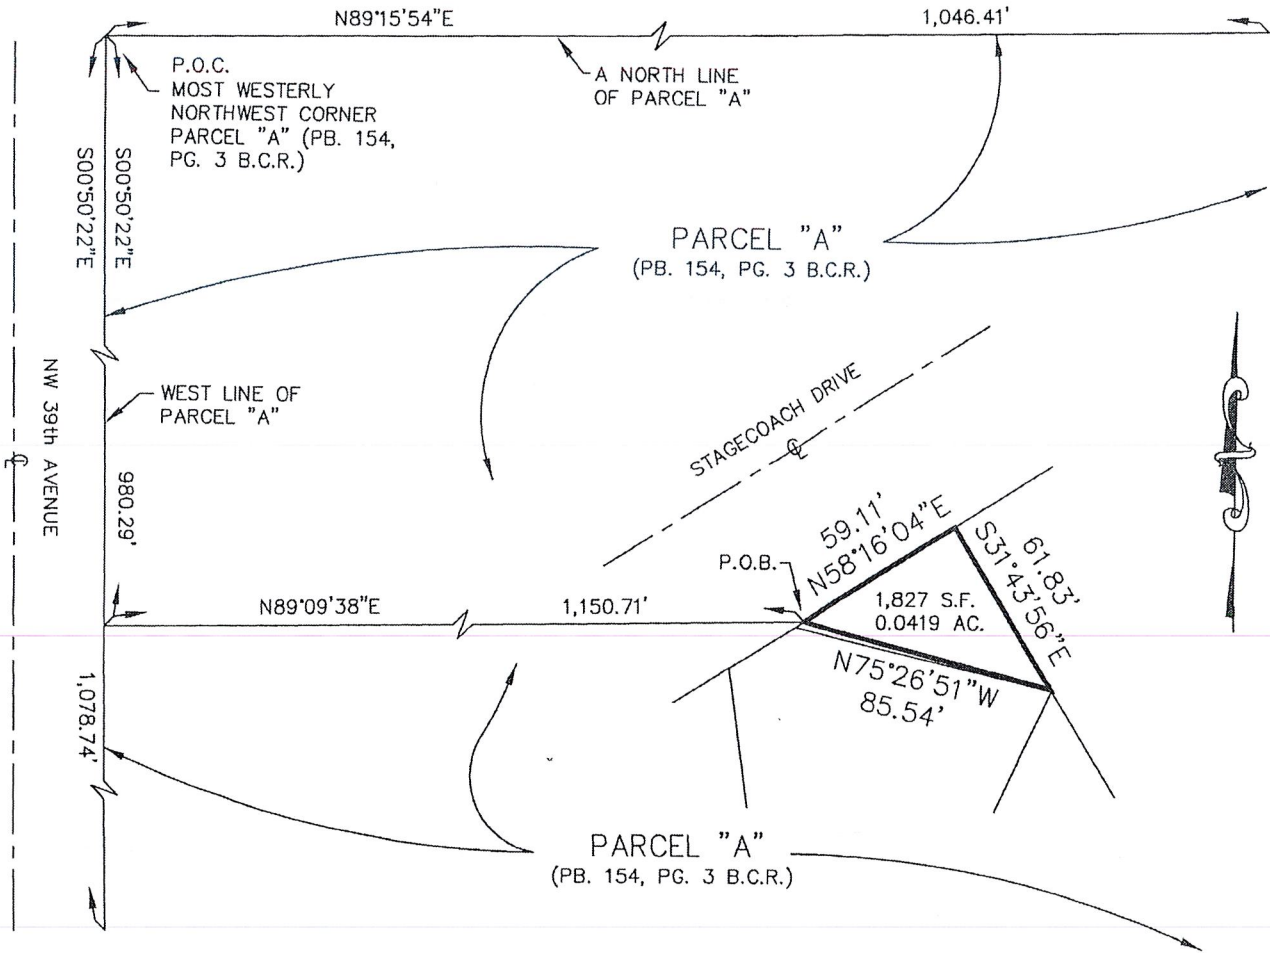 N89°15'54"E
1,046.41'
P.O.C.
MOST WESTERLY
NORTHWEST CORNER
PARCEL "A" (PB. 154,
PG. 3 B.C.R.)
A NORTH LINE
OF PARCEL "A"
S00°50'22"E
S00°50'22"E
PARCEL "A"
(PB. 154, PG. 3 B.C.R.)
NW 39th AVENUE
WEST LINE OF
PARCEL "A"
980.29'
STAGECOACH DRIVE
59.11'
N58°16'04"E
61.83'
S31°43'56"E
P.O.B.
1,827 S.F.
0.0419 AC.
N89°09'38"E
1,150.71'
N75°26'51"W
85.54'
1,078.74'
PARCEL "A"
(PB. 154, PG. 3 B.C.R.)